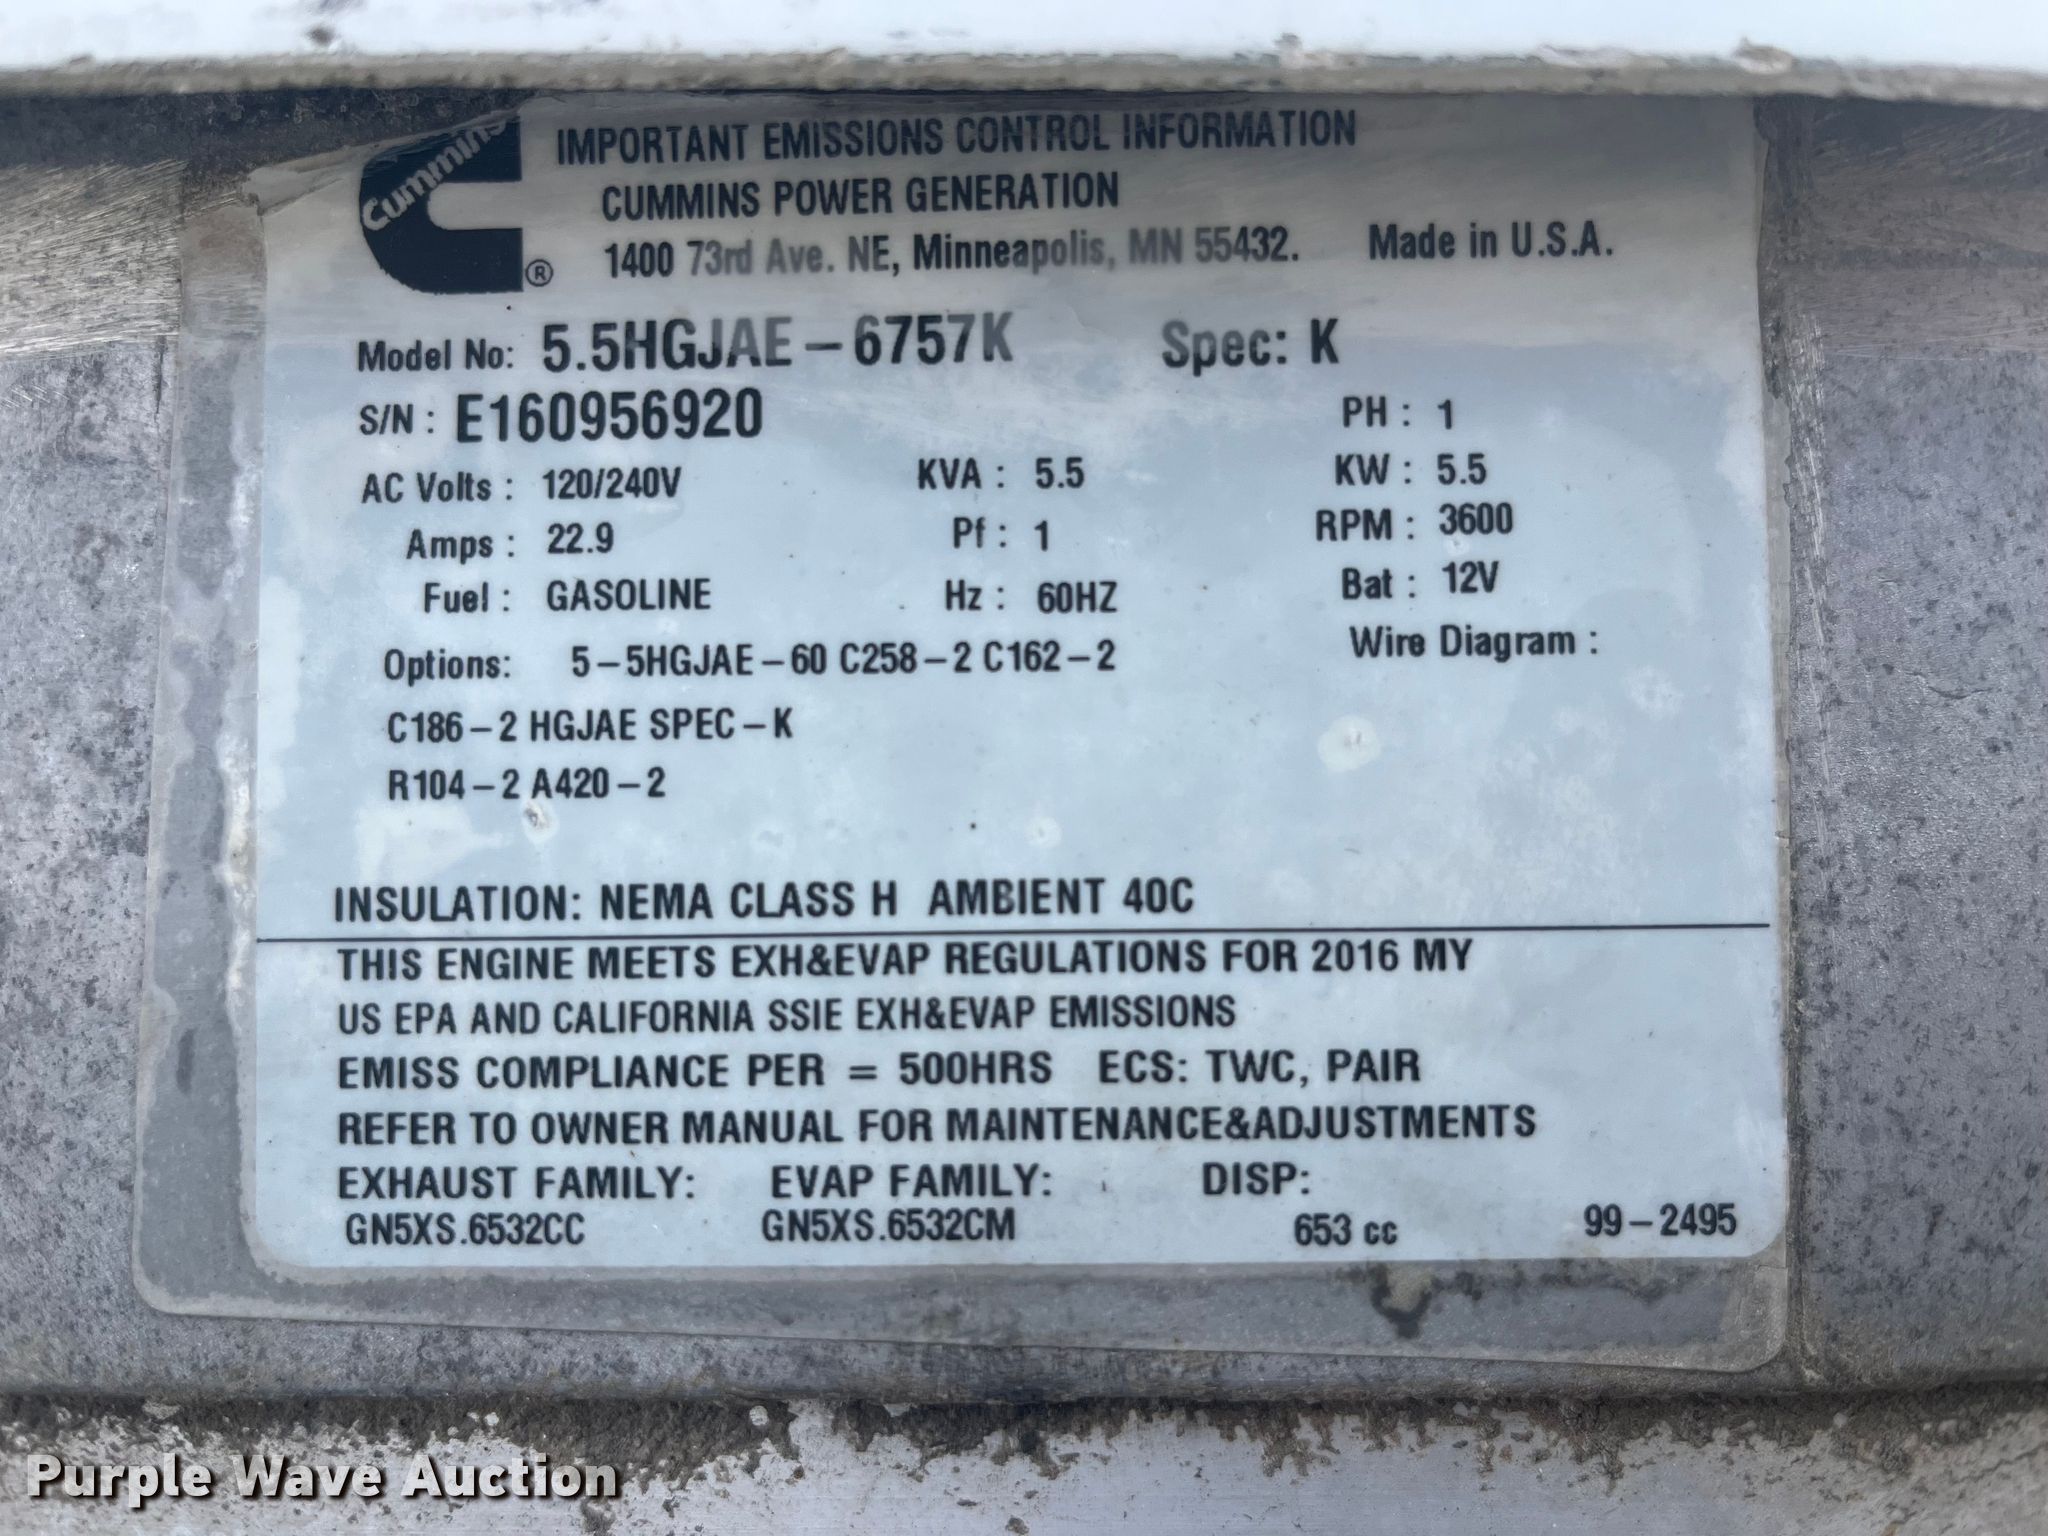 Cummins
®
IMPORTANT EMISSIONS CONTROL INFORMATION
CUMMINS POWER GENERATION
1400 73rd Ave. NE, Minneapolis, MN 55432. Made in U.S.A.
Model No: 5.5HGJAE-6757K Spec: K
S/N : E160956920 PH : 1
AC Volts : 120/240V KVA : 5.5 KW : 5.5
Amps : 22.9 Pf : 1 RPM : 3600
Fuel : GASOLINE Hz : 60HZ Bat : 12V
Options: 5-5HGJAE-60 C258-2 C162-2 Wire Diagram :
C186-2 HGJAE SPEC-K
R104-2 A420-2
INSULATION: NEMA CLASS H AMBIENT 40C
THIS ENGINE MEETS EXH&EVAP REGULATIONS FOR 2016 MY
US EPA AND CALIFORNIA SSIE EXH&EVAP EMISSIONS
EMISS COMPLIANCE PER = 500HRS ECS: TWC, PAIR
REFER TO OWNER MANUAL FOR MAINTENANCE&ADJUSTMENTS
EXHAUST FAMILY: EVAP FAMILY: DISP:
GN5XS.6532CC GN5XS.6532CM 653 cc 99-2495
Purple Wave Auction